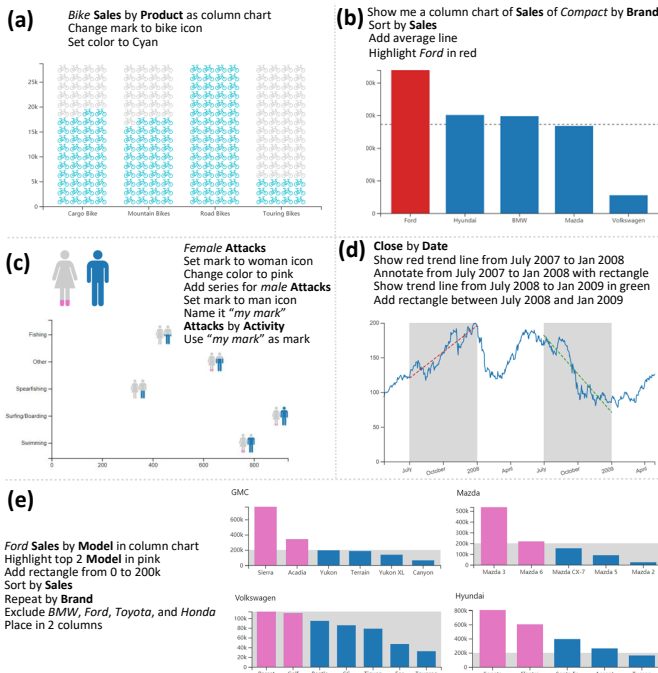 (a)
Bike Sales by Product as column chart
Change mark to bike icon
Set color to Cyan
25k
20k
15k
10k
5k
0
Cargo Bike Mountain Bikes Road Bikes Touring Bikes
(b)
Show me a column chart of Sales of Compact by Brand
Sort by Sales
Add average line
Highlight Ford in red
00k
00k
00k
0
Ford Hyundai BMW Mazda Volkswagen
(c)
Female Attacks
Set mark to woman icon
Change color to pink
Add series for male Attacks
Set mark to man icon
Name it "my mark"
Attacks by Activity
Use "my mark" as mark
Fishing
Other
Spearfishing
Surfing/Boarding
Swimming
0 200 400 600 800
(d)
Close by Date
Show red trend line from July 2007 to Jan 2008
Annotate from July 2007 to Jan 2008 with rectangle
Show trend line from July 2008 to Jan 2009 in green
Add rectangle between July 2008 and Jan 2009
200
150
100
50
0
July October 2008 April July October 2009 April
(e)
Ford Sales by Model in column chart
Highlight top 2 Model in pink
Add rectangle from 0 to 200k
Sort by Sales
Repeat by Brand
Exclude BMW, Ford, Toyota, and Honda
Place in 2 columns
GMC
600k
400k
200k
0
Sierra Acadia Yukon Terrain Yukon XL Canyon
Mazda
500k
400k
300k
200k
100k
0
Mazda 3 Mazda 6 Mazda CX-7 Mazda 5 Mazda 2
Volkswagen
100k
80k
60k
40k
20k
0
Hyundai
800k
600k
400k
200k
0